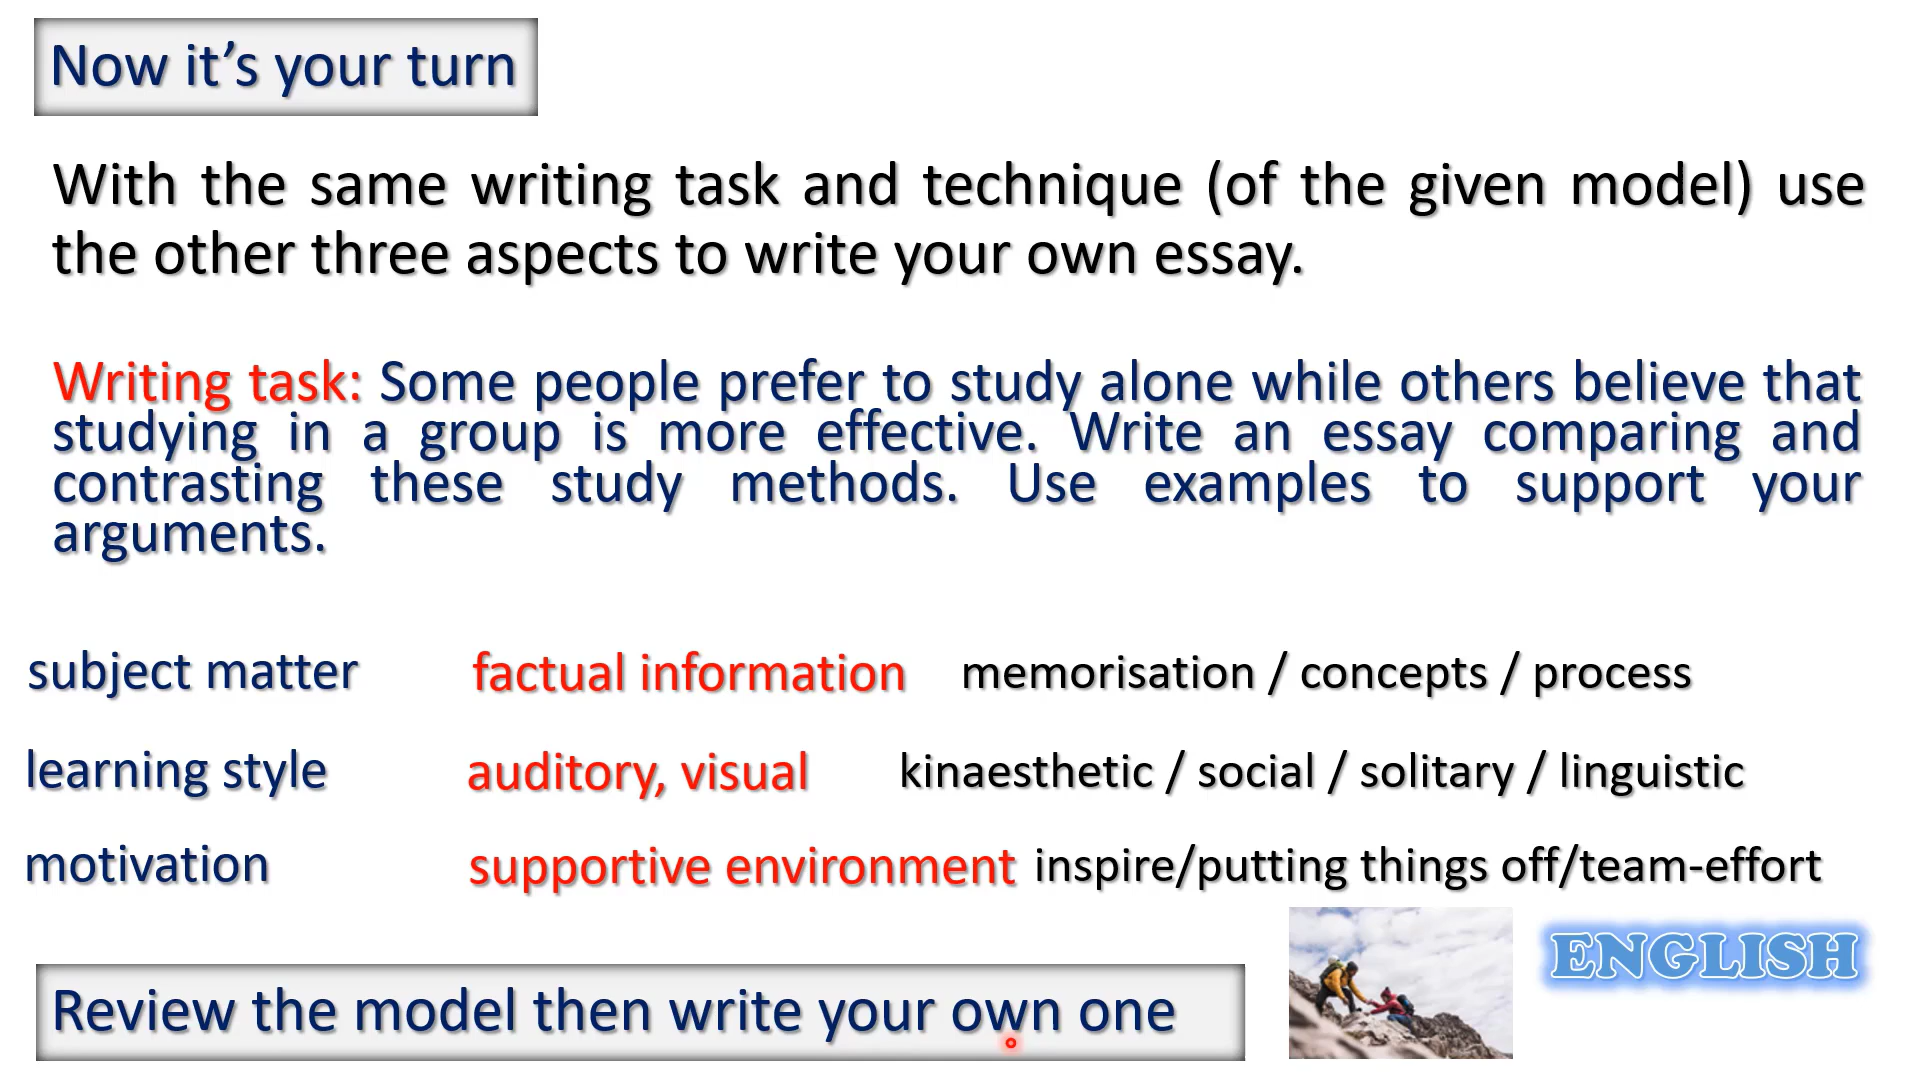 Now it’s your turn
With the same writing task and technique (of the given model) use
the other three aspects to write your own essay.
Writing task: Some people prefer to study alone while others believe that
studying in a group is more effective. Write an essay comparing and
contrasting these study methods. Use examples to support your
arguments.
subject matter factual information memorisation / concepts / process
learning style auditory, visual kinaesthetic / social / solitary / linguistic
motivation supportive environment inspire/putting things off/team-effort
ENGLISH
Review the model then write your own one